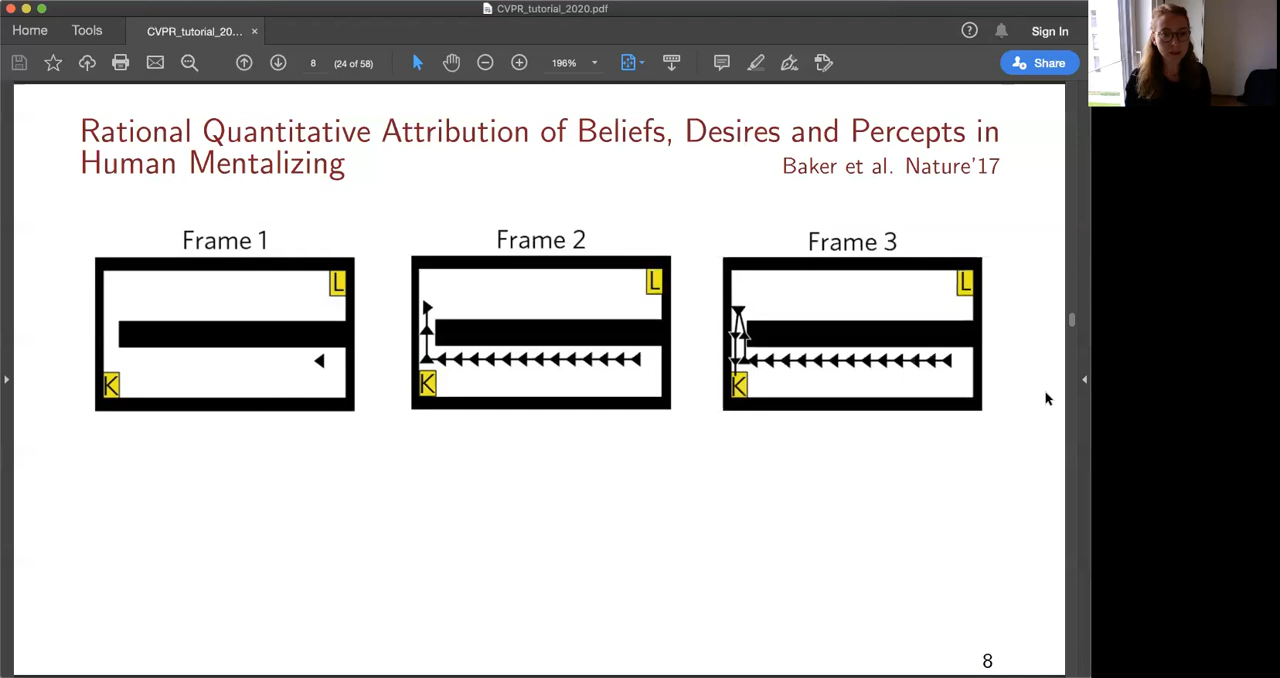 CVPR_tutorial_2020.pdf
Home
Tools
CVPR_tutorial_20...
×
?
Sign In
8
(24 of 58)
196%
Share
Rational Quantitative Attribution of Beliefs, Desires and Percepts in
Human Mentalizing
Baker et al. Nature'17
Frame 1
Frame 2
Frame 3
L
L
L
K
K
K
8